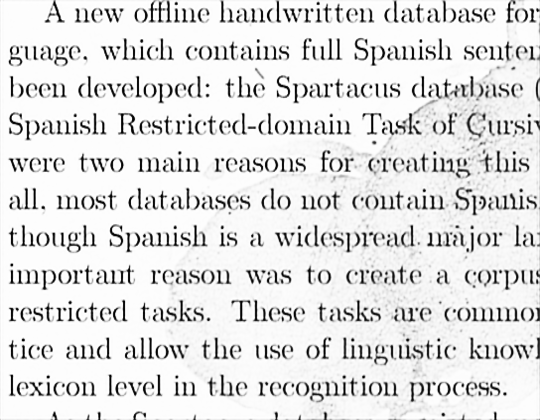 A new offline handwritten database for
guage, which contains full Spanish senten
been developed: the Spartacus database (
Spanish Restricted-domain Task of Cursiv
were two main reasons for creating this
all, most databases do not contain Spanis
though Spanish is a widespread major la
important reason was to create a corpus
restricted tasks. These tasks are common
tice and allow the use of linguistic knowl
lexicon level in the recognition process.